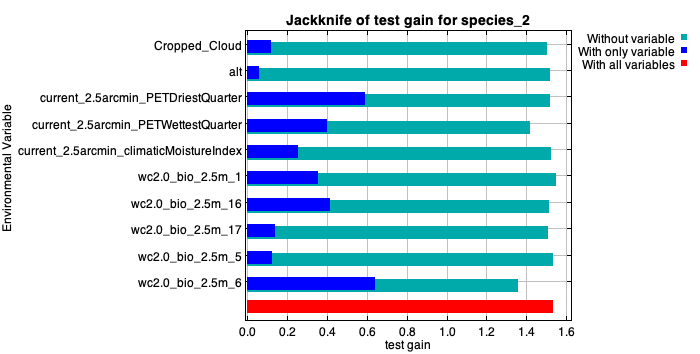 Jackknife of test gain for species_2
Without variable
With only variable
With all variables
Environmental Variable
Cropped_Cloud
alt
current_2.5arcmin_PETDriestQuarter
current_2.5arcmin_PETWettestQuarter
current_2.5arcmin_climaticMoistureIndex
wc2.0_bio_2.5m_1
wc2.0_bio_2.5m_16
wc2.0_bio_2.5m_17
wc2.0_bio_2.5m_5
wc2.0_bio_2.5m_6
0.0 0.2 0.4 0.6 0.8 1.0 1.2 1.4 1.6
test gain